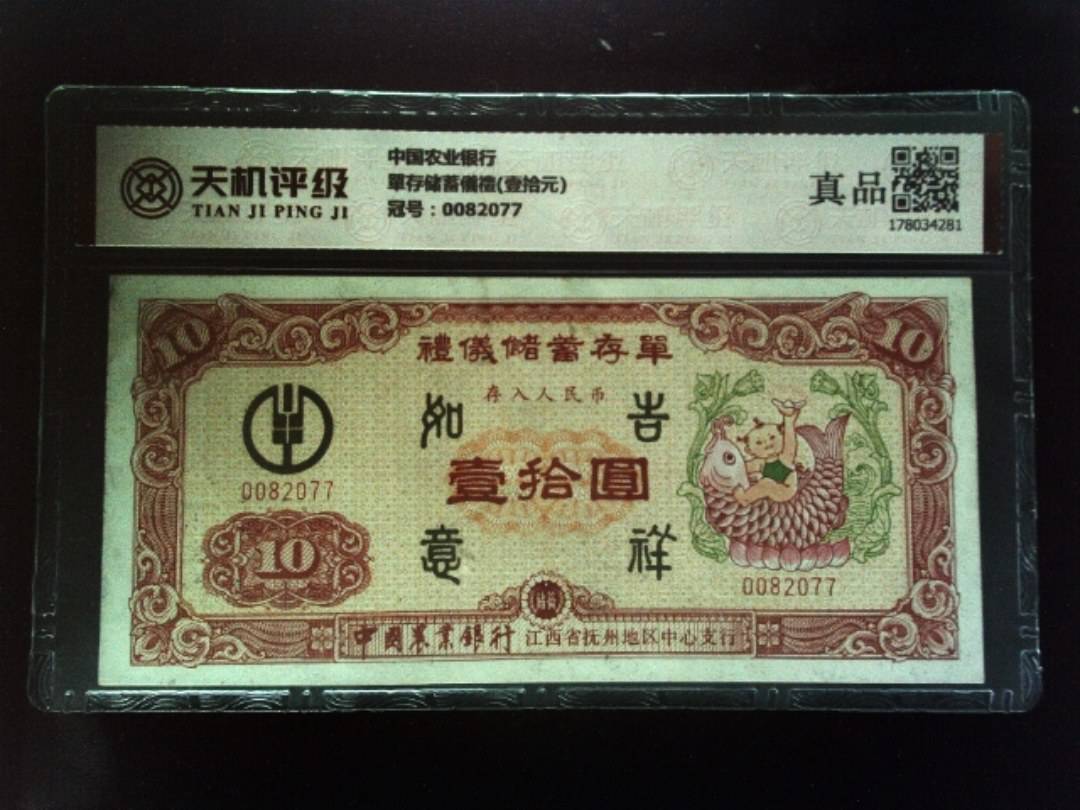 天机评级
TIAN JI PING JI
中国农业银行
單存储蓄儀禮(壹拾元)
冠号：0082077
真品
178034281
10
10
禮儀儲蓄存單
存入人民币
如
吉
0082077
壹拾圓
10
意
祥
0082077
中國農業銀行 江西省抚州地区中心支行